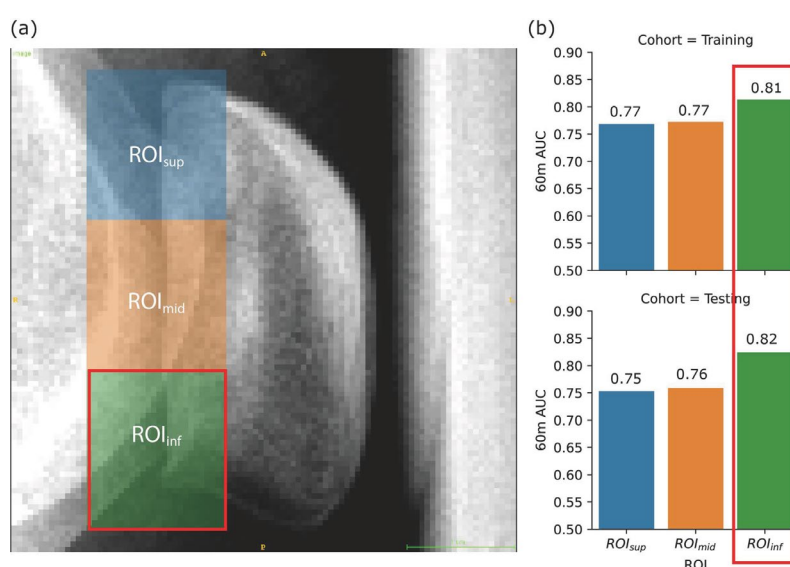 (a)
image
A
ROIsup
ROImid
ROIinf
P
(b)
Cohort = Training
60m AUC
0.90
0.85
0.80
0.75
0.70
0.65
0.60
0.55
0.50
0.77
0.77
0.81
Cohort = Testing
60m AUC
0.90
0.85
0.80
0.75
0.70
0.65
0.60
0.55
0.50
0.75
0.76
0.82
ROIsup
ROImid
ROIinf
ROI